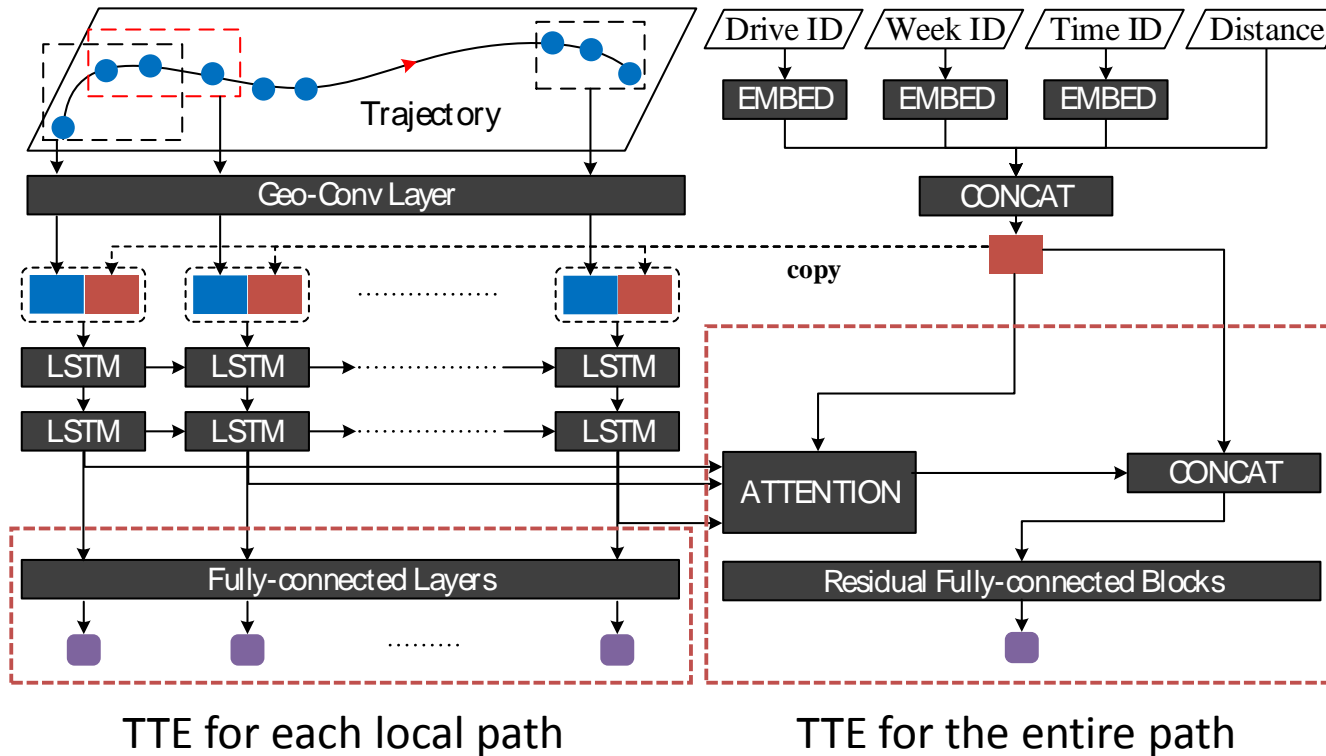 Drive ID
Week ID
Time ID
Distance
Trajectory
EMBED
EMBED
EMBED
Geo-Conv Layer
CONCAT
copy
LSTM
LSTM
LSTM
LSTM
LSTM
LSTM
ATTENTION
CONCAT
Fully-connected Layers
Residual Fully-connected Blocks
TTE for each local path
TTE for the entire path